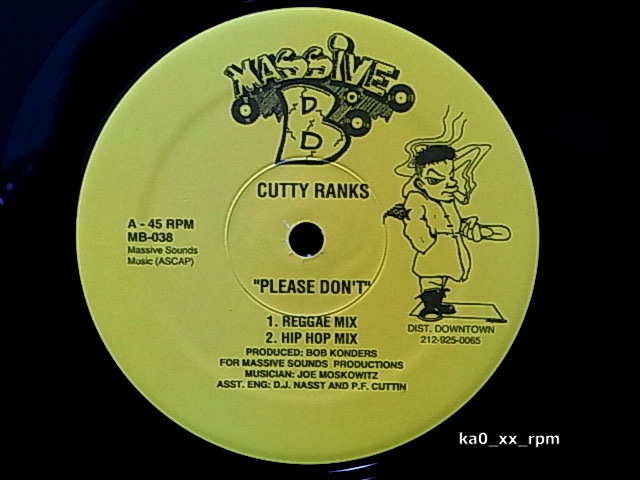 MASSIVE
B
D
D
CUTTY RANKS
A - 45 RPM
MB-038
Massive Sounds
Music (ASCAP)
"PLEASE DON'T"
1. REGGAE MIX
2. HIP HOP MIX
PRODUCED: BOB KONDERS
FOR MASSIVE SOUNDS PRODUCTIONS
MUSICIAN: JOE MOSKOWITZ
ASST. ENG: D.J. NASST AND P.F. CUTTIN
DIST. DOWNTOWN
212-925-0065
ka0_xx_rpm